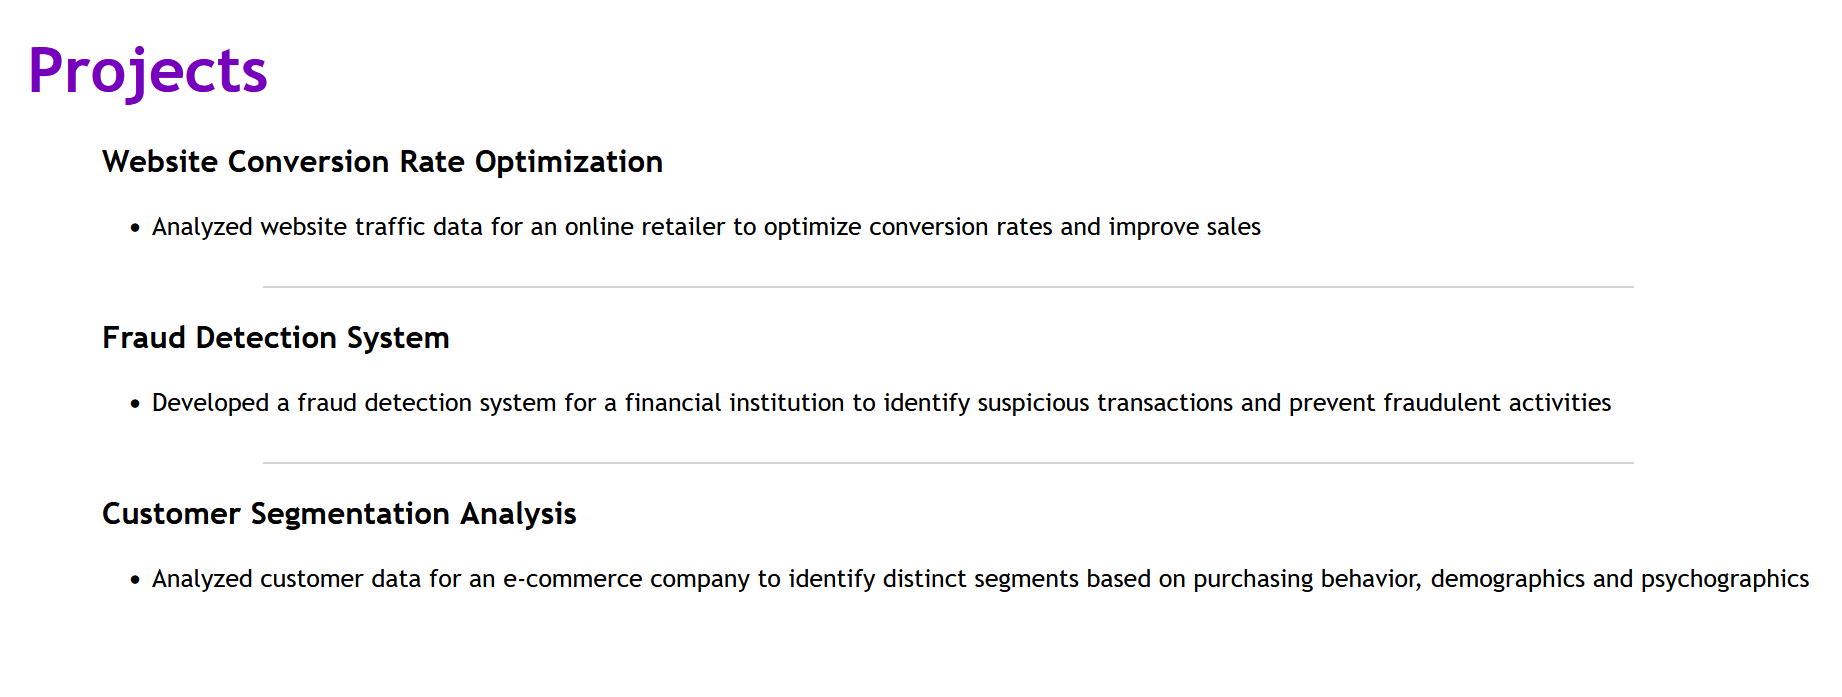 Projects
Website Conversion Rate Optimization
• Analyzed website traffic data for an online retailer to optimize conversion rates and improve sales
Fraud Detection System
• Developed a fraud detection system for a financial institution to identify suspicious transactions and prevent fraudulent activities
Customer Segmentation Analysis
• Analyzed customer data for an e-commerce company to identify distinct segments based on purchasing behavior, demographics and psychographics